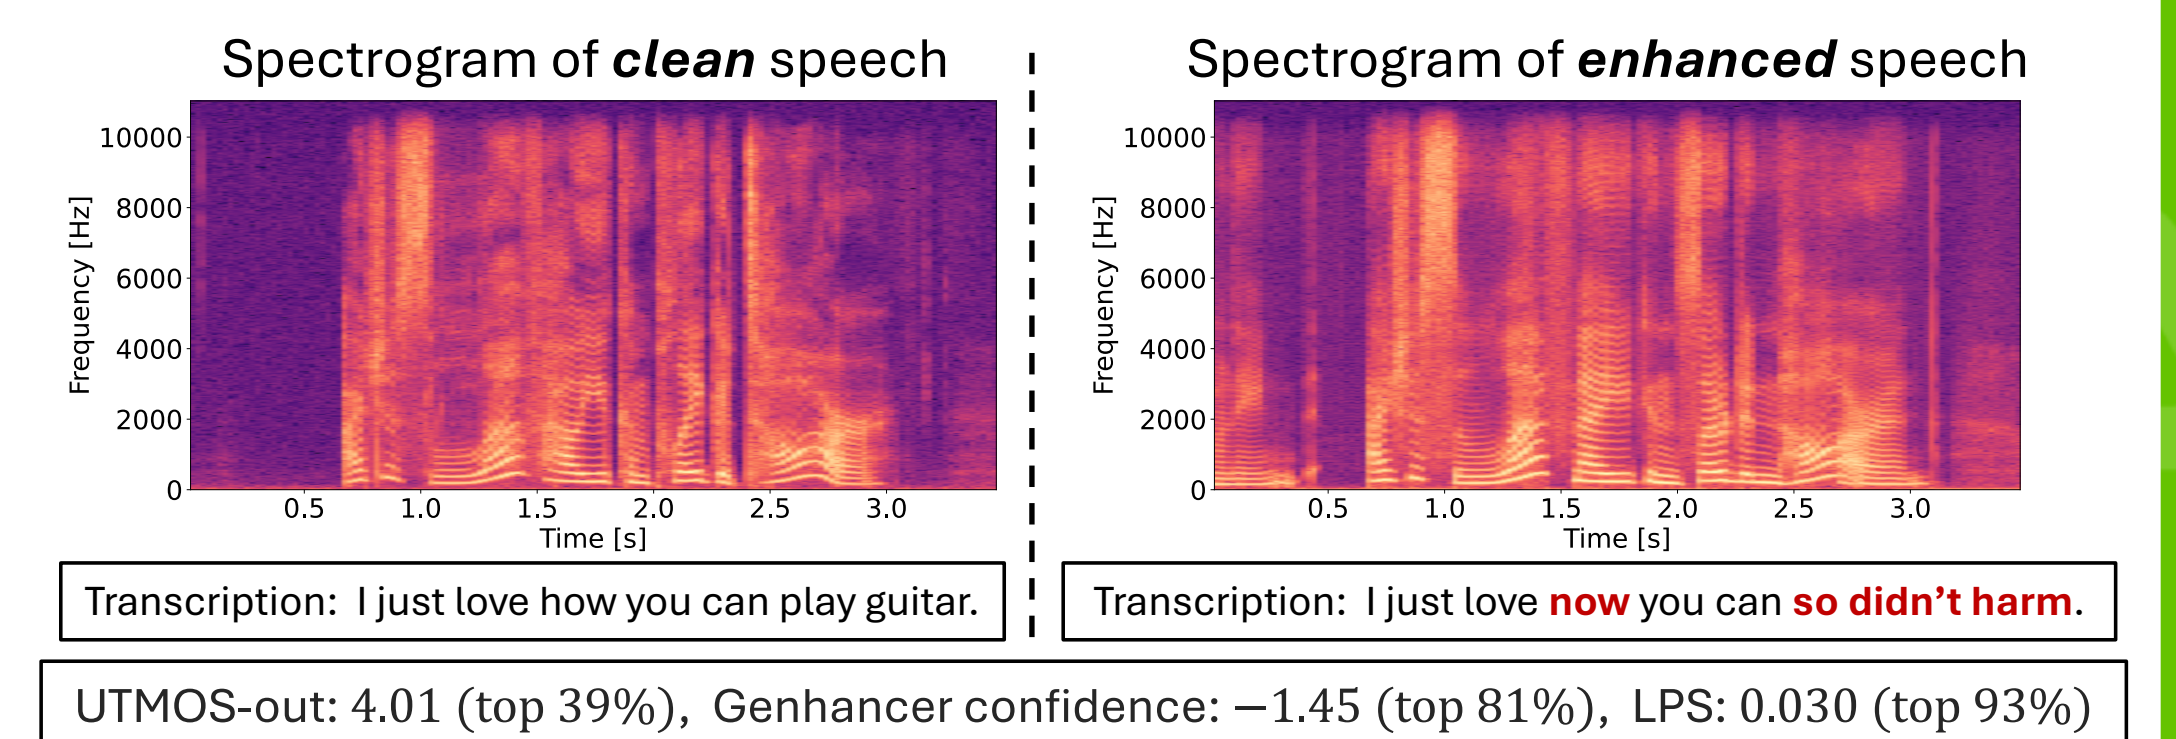 Spectrogram of clean speech
Frequency [Hz]
10000
8000
6000
4000
2000
0
0.5 1.0 1.5 2.0 2.5 3.0
Time [s]
Transcription: I just love how you can play guitar.
Spectrogram of enhanced speech
Frequency [Hz]
10000
8000
6000
4000
2000
0
0.5 1.0 1.5 2.0 2.5 3.0
Time [s]
Transcription: I just love now you can so didn’t harm.
UTMOS-out: 4.01 (top 39%), Genhancer confidence: −1.45 (top 81%), LPS: 0.030 (top 93%)